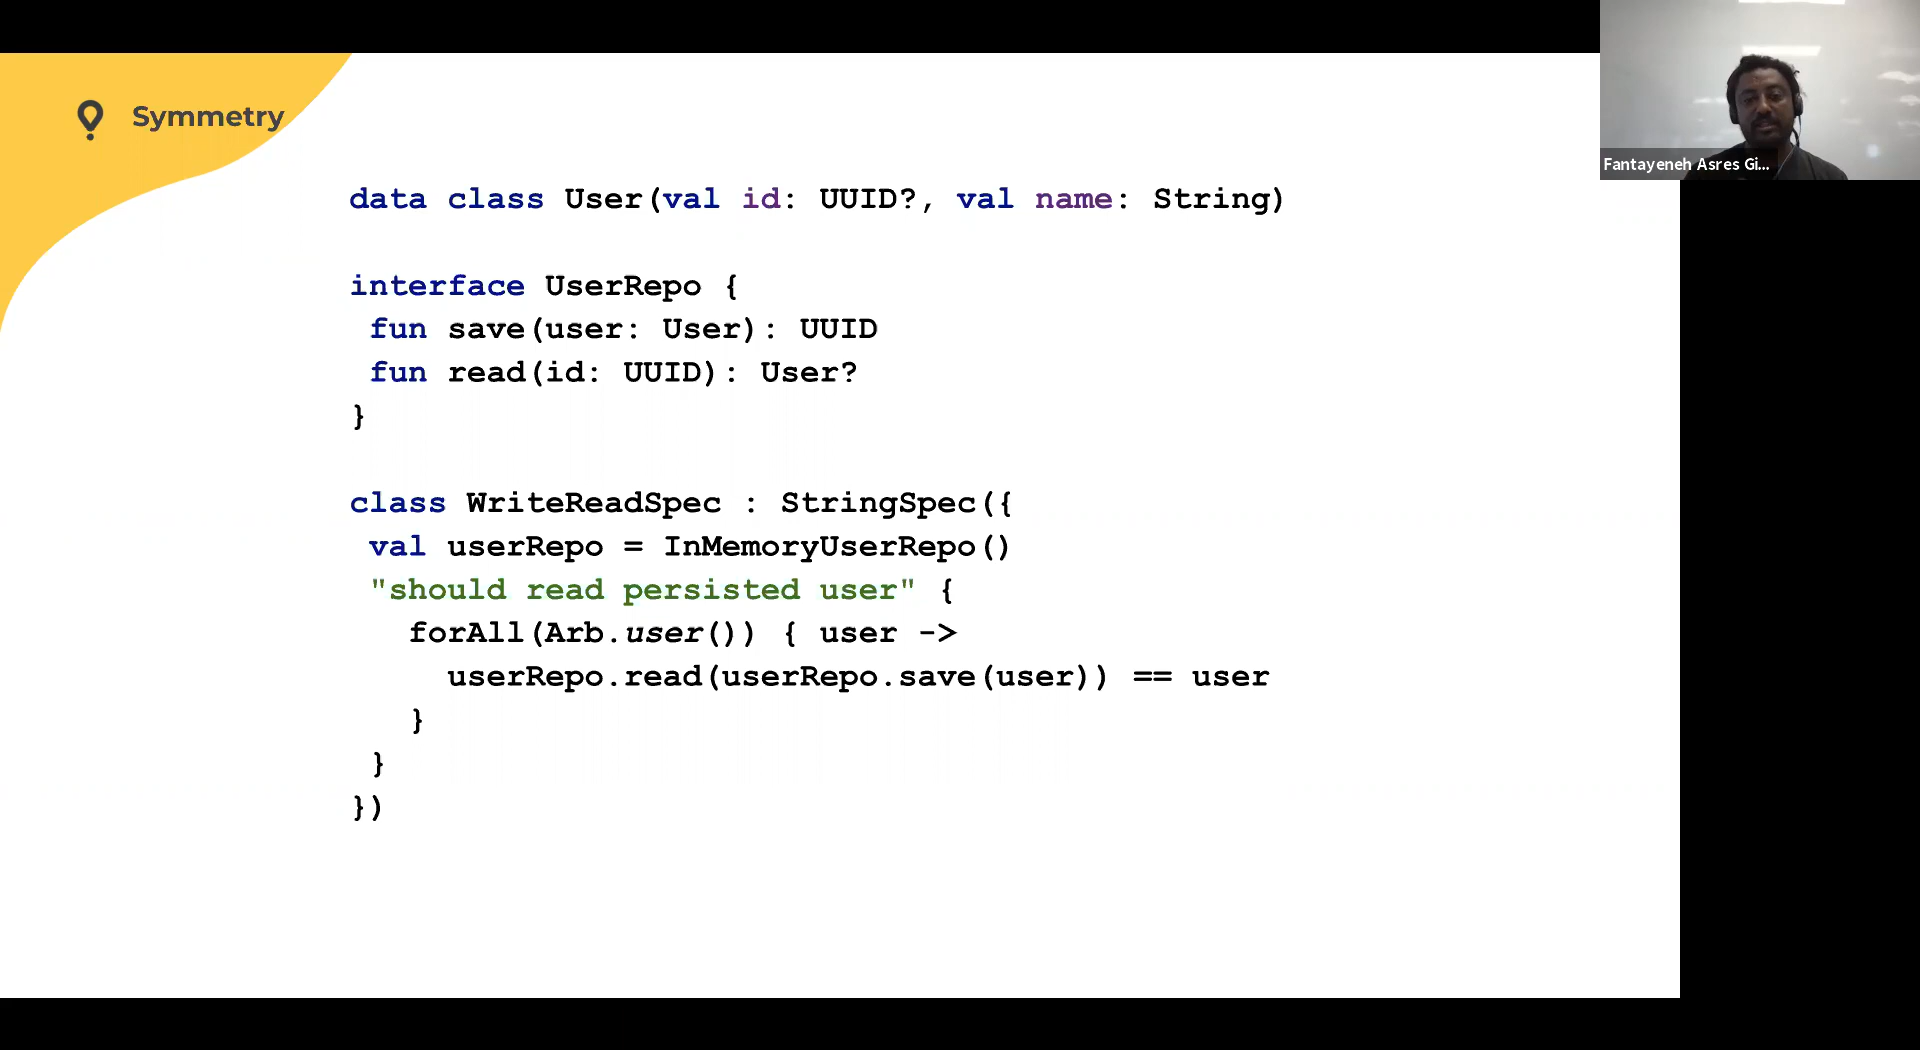 Symmetry
data class User(val id: UUID?, val name: String)
interface UserRepo {
fun save(user: User): UUID
fun read(id: UUID): User?
}
class WriteReadSpec : StringSpec({
val userRepo = InMemoryUserRepo()
"should read persisted user" {
forAll(Arb.user()) { user ->
userRepo.read(userRepo.save(user)) == user
}
}
})
Fantayeneh Asres Gi...